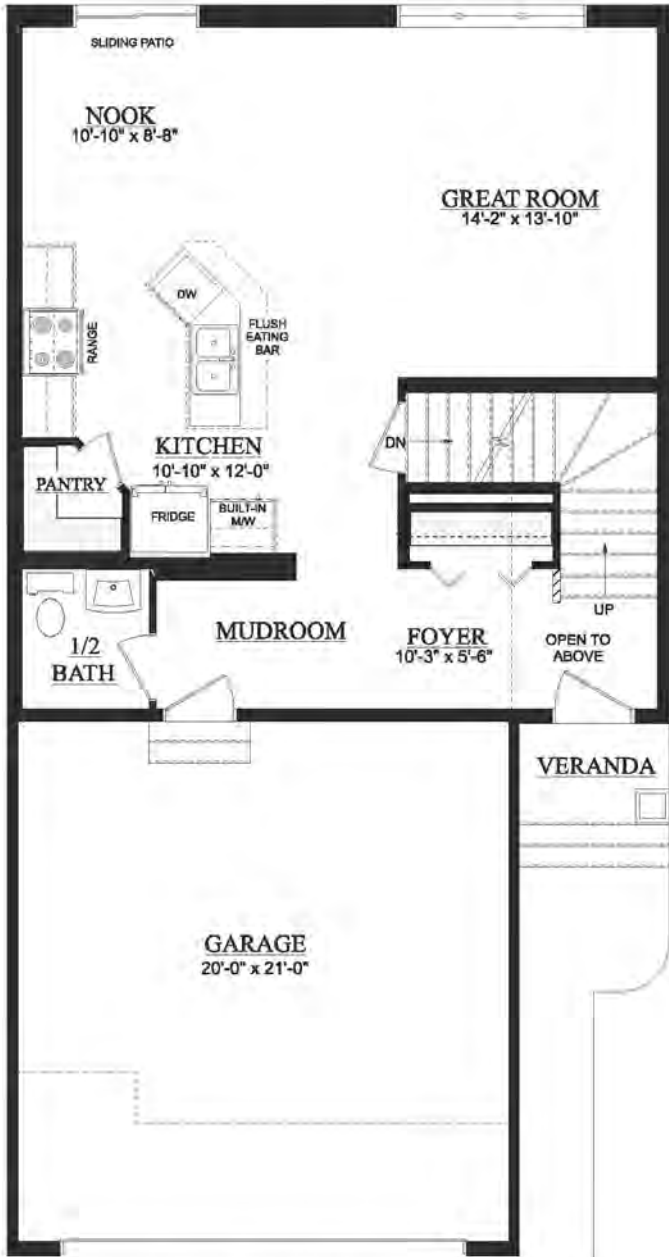 SLIDING PATIO
NOOK
10'-10" x 8'-8"
GREAT ROOM
14'-2" x 13'-10"
DW
FLUSH
EATING
BAR
RANGE
KITCHEN
10'-10" x 12'-0"
DN
PANTRY
FRIDGE
BUILT-IN
M/W
UP
1/2
BATH
MUDROOM
FOYER
10'-3" x 5'-6"
OPEN TO
ABOVE
VERANDA
GARAGE
20'-0" x 21'-0"